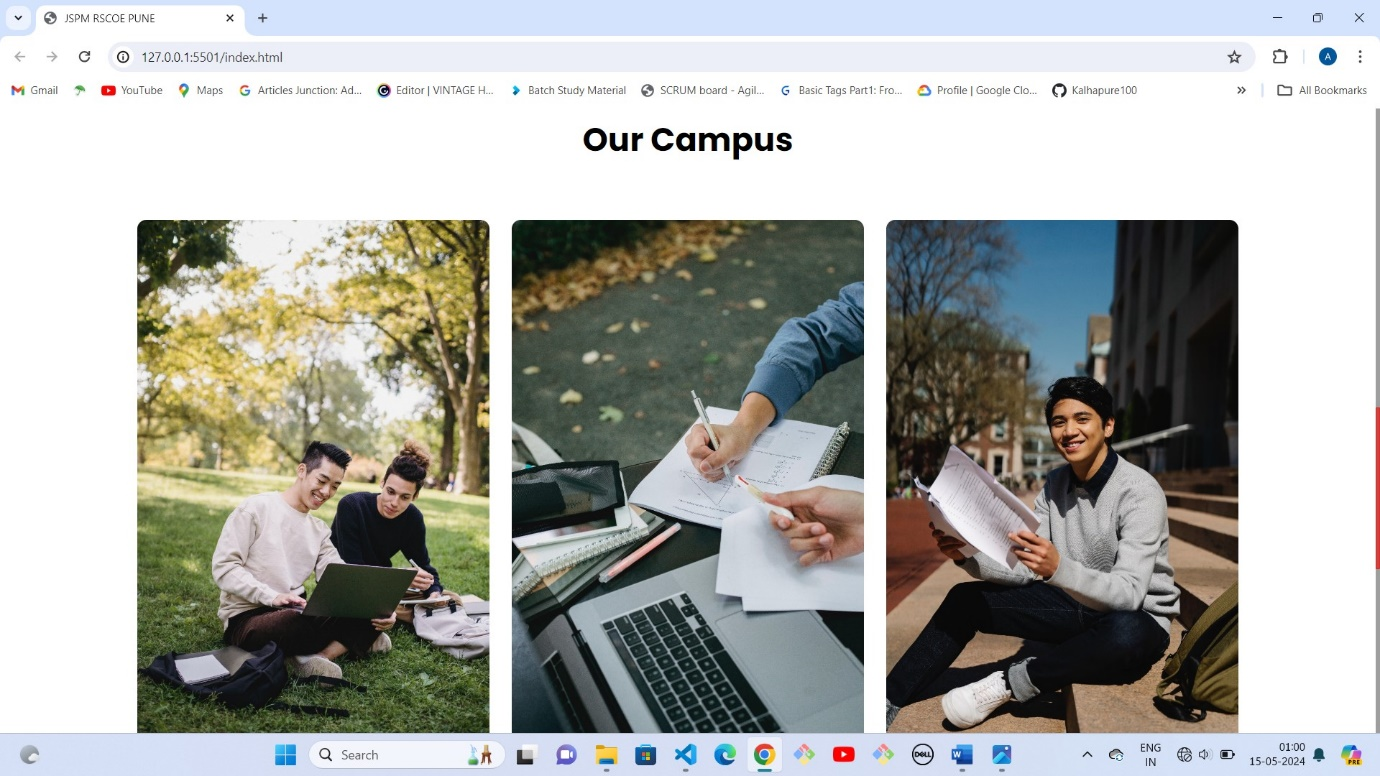 JSPM RSCOE PUNE
127.0.0.1:5501/index.html
A
Gmail
YouTube
Maps
Articles Junction: Ad...
Editor | VINTAGE H...
Batch Study Material
SCRUM board - Agil...
Basic Tags Part1: Fro...
Profile | Google Clo...
Kalhapure100
»
All Bookmarks
Our Campus
Search
DELL
W
ENG
IN
01:00
15-05-2024
PRE